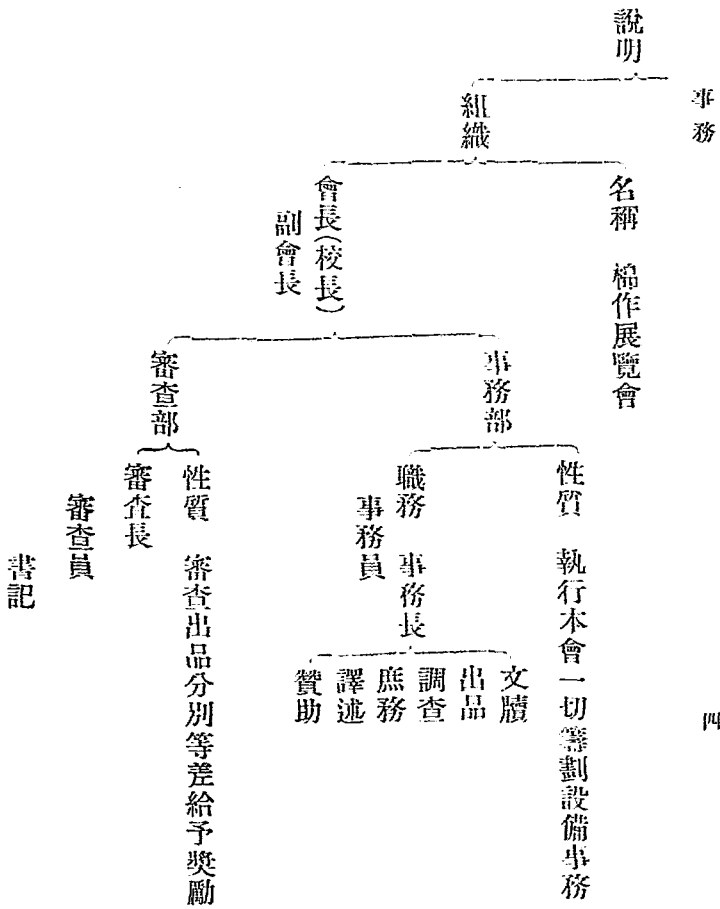 事務
四
說明
組織
名稱　棉作展覽會
會長(校長)
副會長
事務部
性質　執行本會一切籌劃設備事務
職務　事務長
事務員
文牘
出品
調查
庶務
譯述
贊助
審查部
性質　審查出品分別等差給予獎勵
審查長
審查員
書記